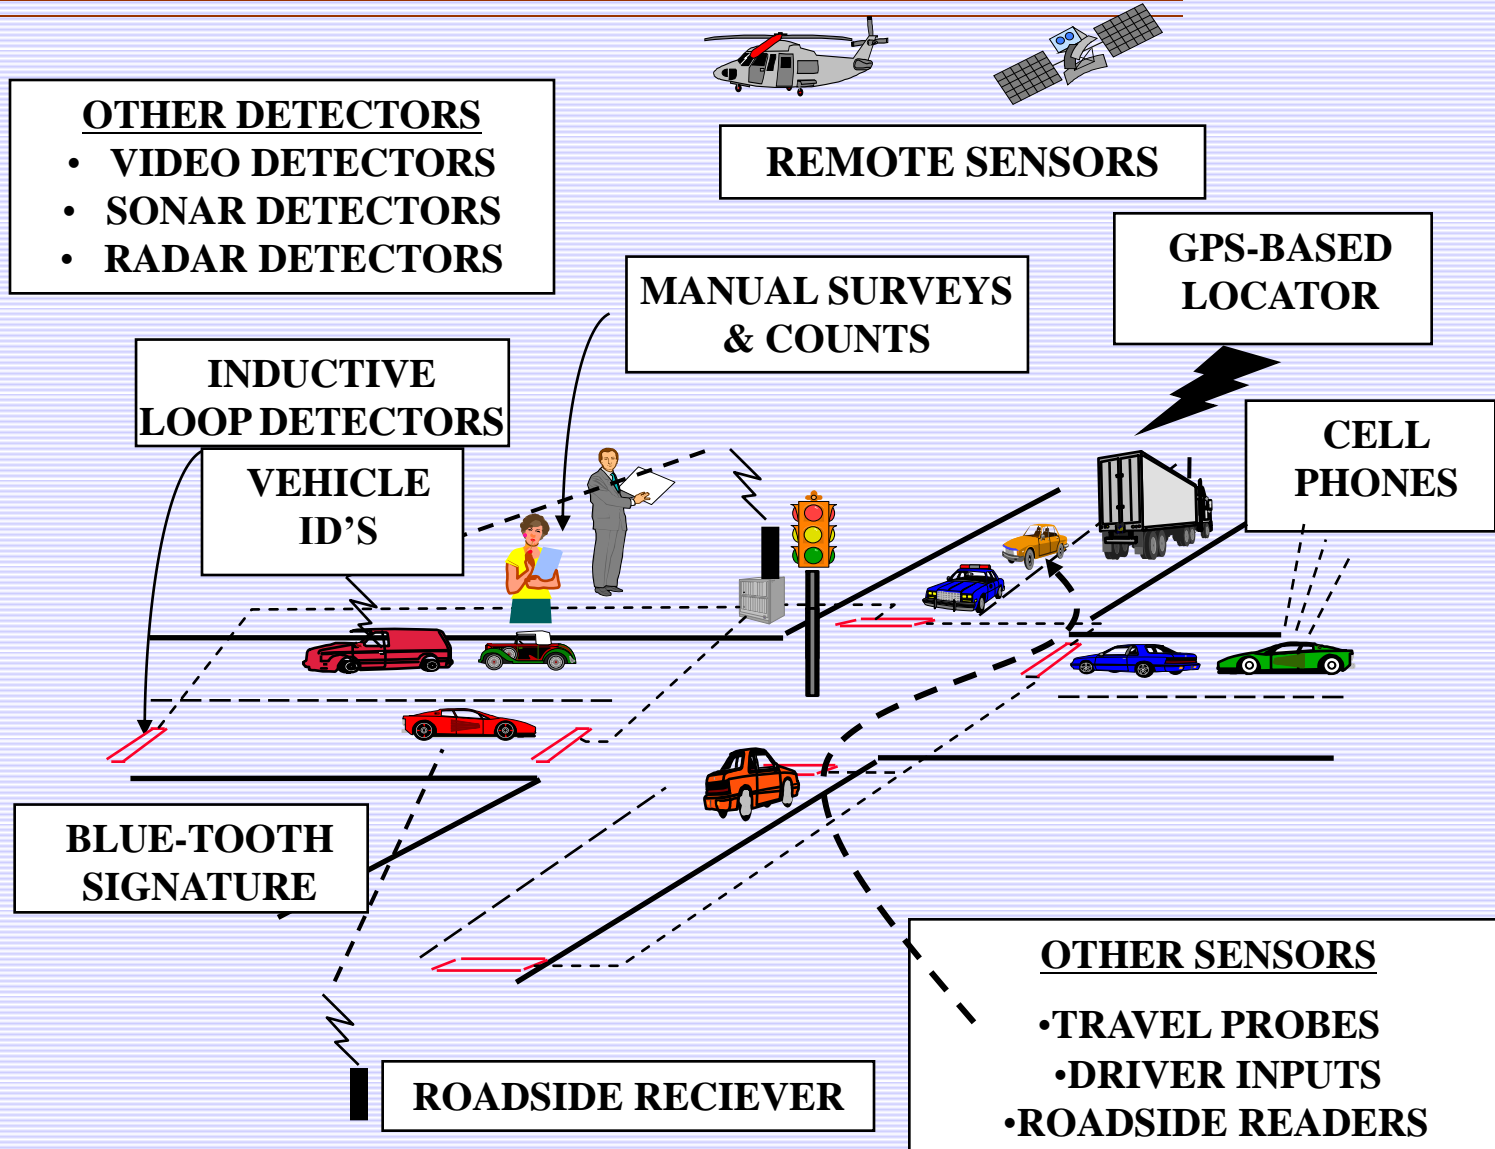 OTHER DETECTORS
• VIDEO DETECTORS
• SONAR DETECTORS
• RADAR DETECTORS
REMOTE SENSORS
GPS-BASED
LOCATOR
MANUAL SURVEYS
& COUNTS
INDUCTIVE
LOOP DETECTORS
VEHICLE
ID'S
CELL
PHONES
BLUE-TOOTH
SIGNATURE
OTHER SENSORS
•TRAVEL PROBES
•DRIVER INPUTS
•ROADSIDE READERS
ROADSIDE RECIEVER